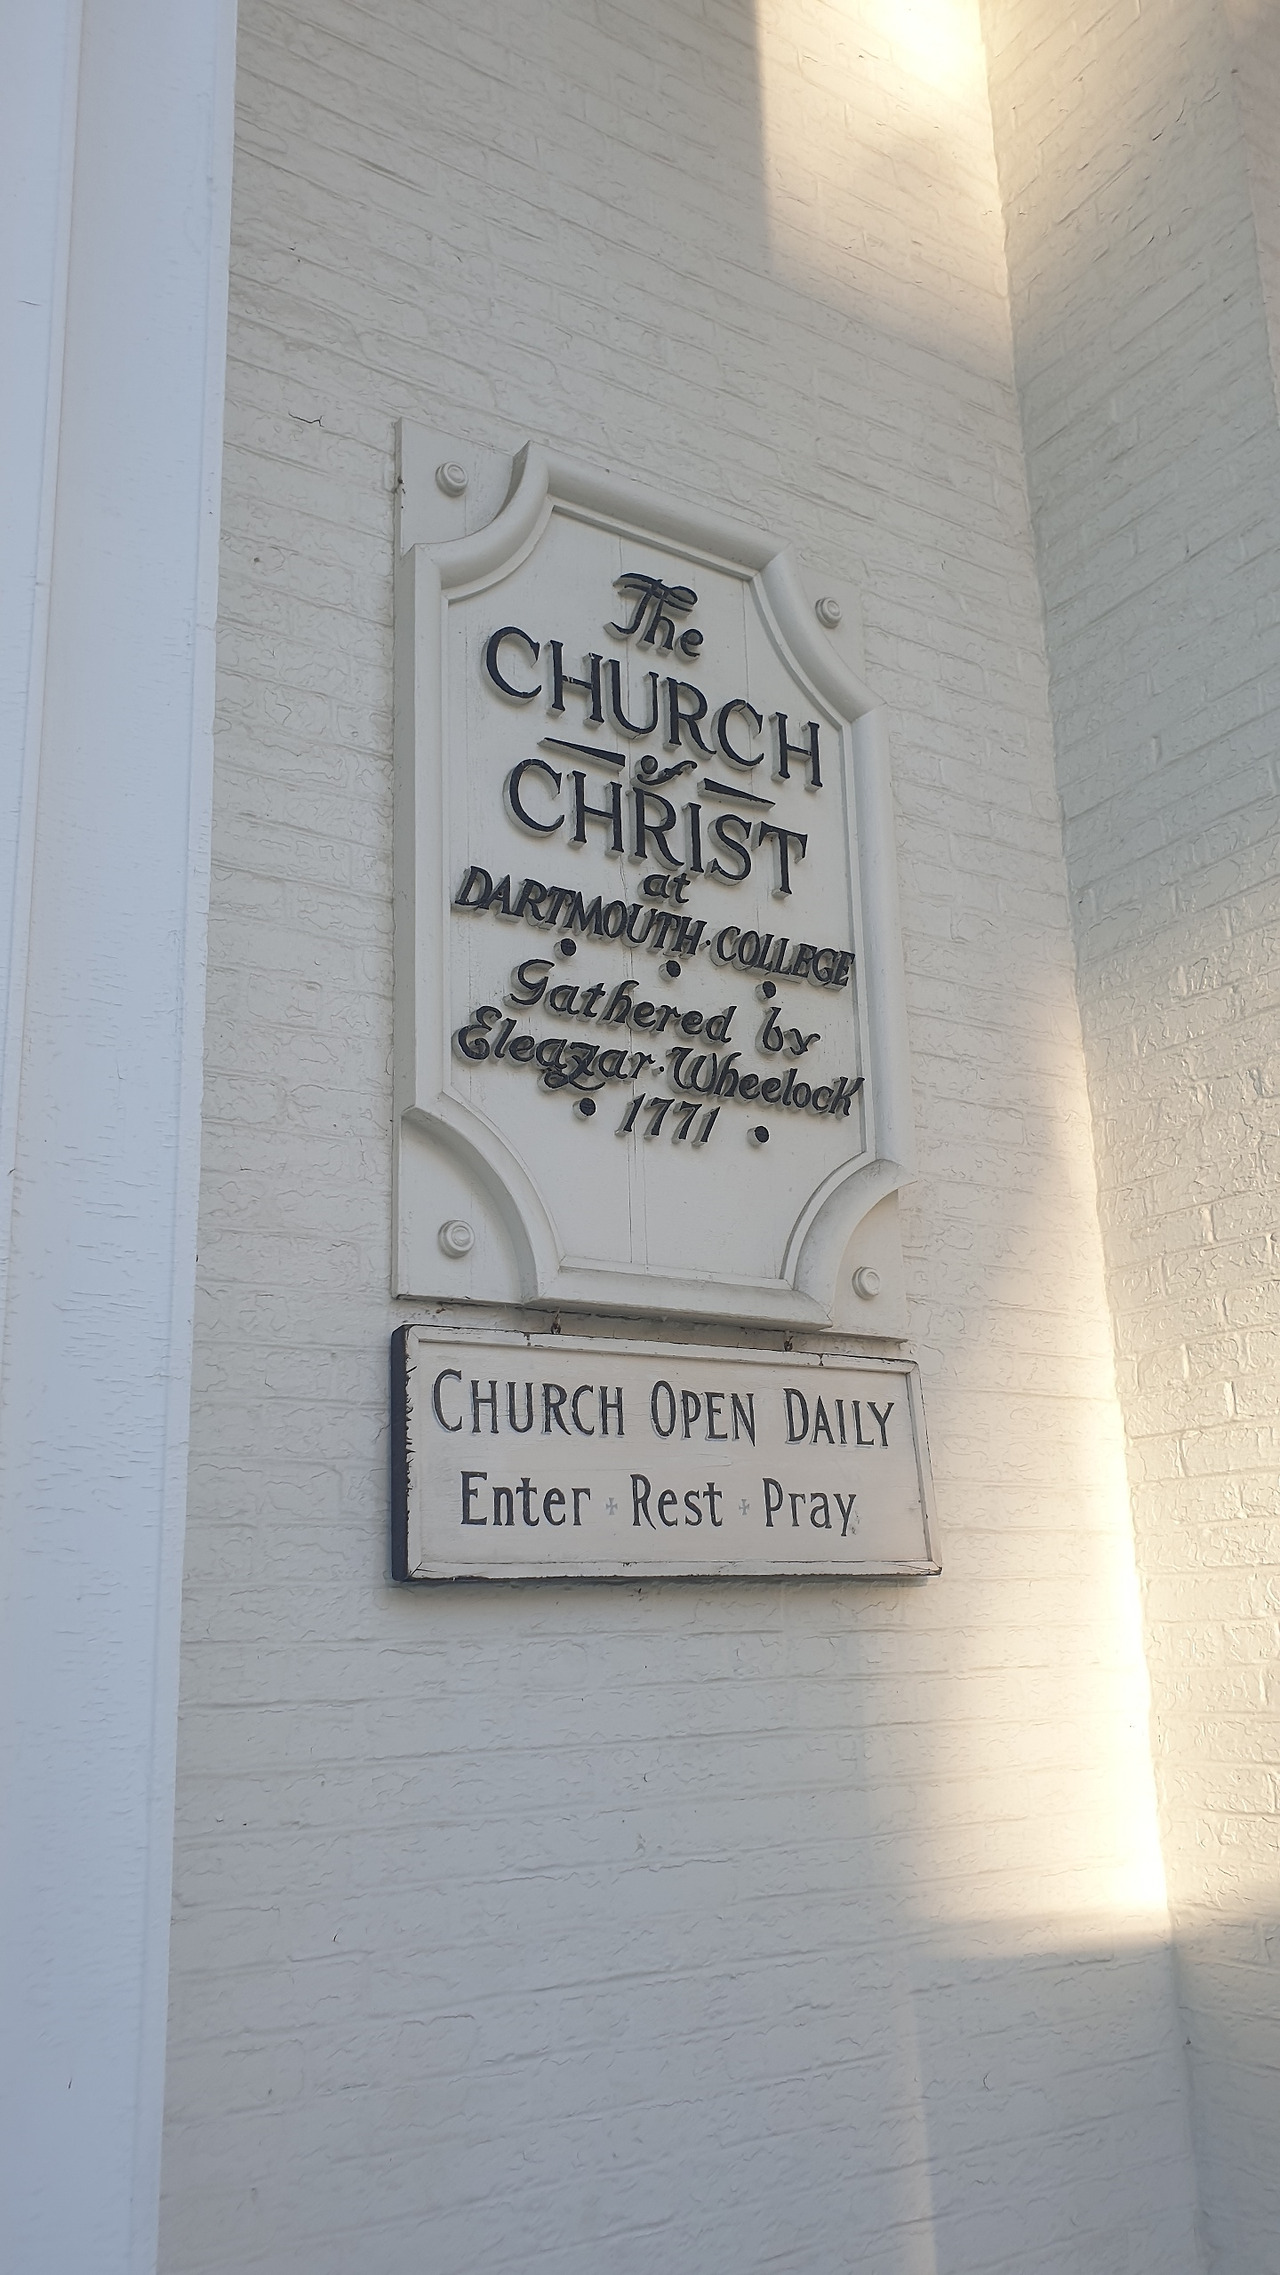 The
CHURCH
of
CHRIST
at
DARTMOUTH · COLLEGE
Gathered by
Eleazar · Wheelock
• 1771 •
CHURCH OPEN DAILY
Enter + Rest + Pray